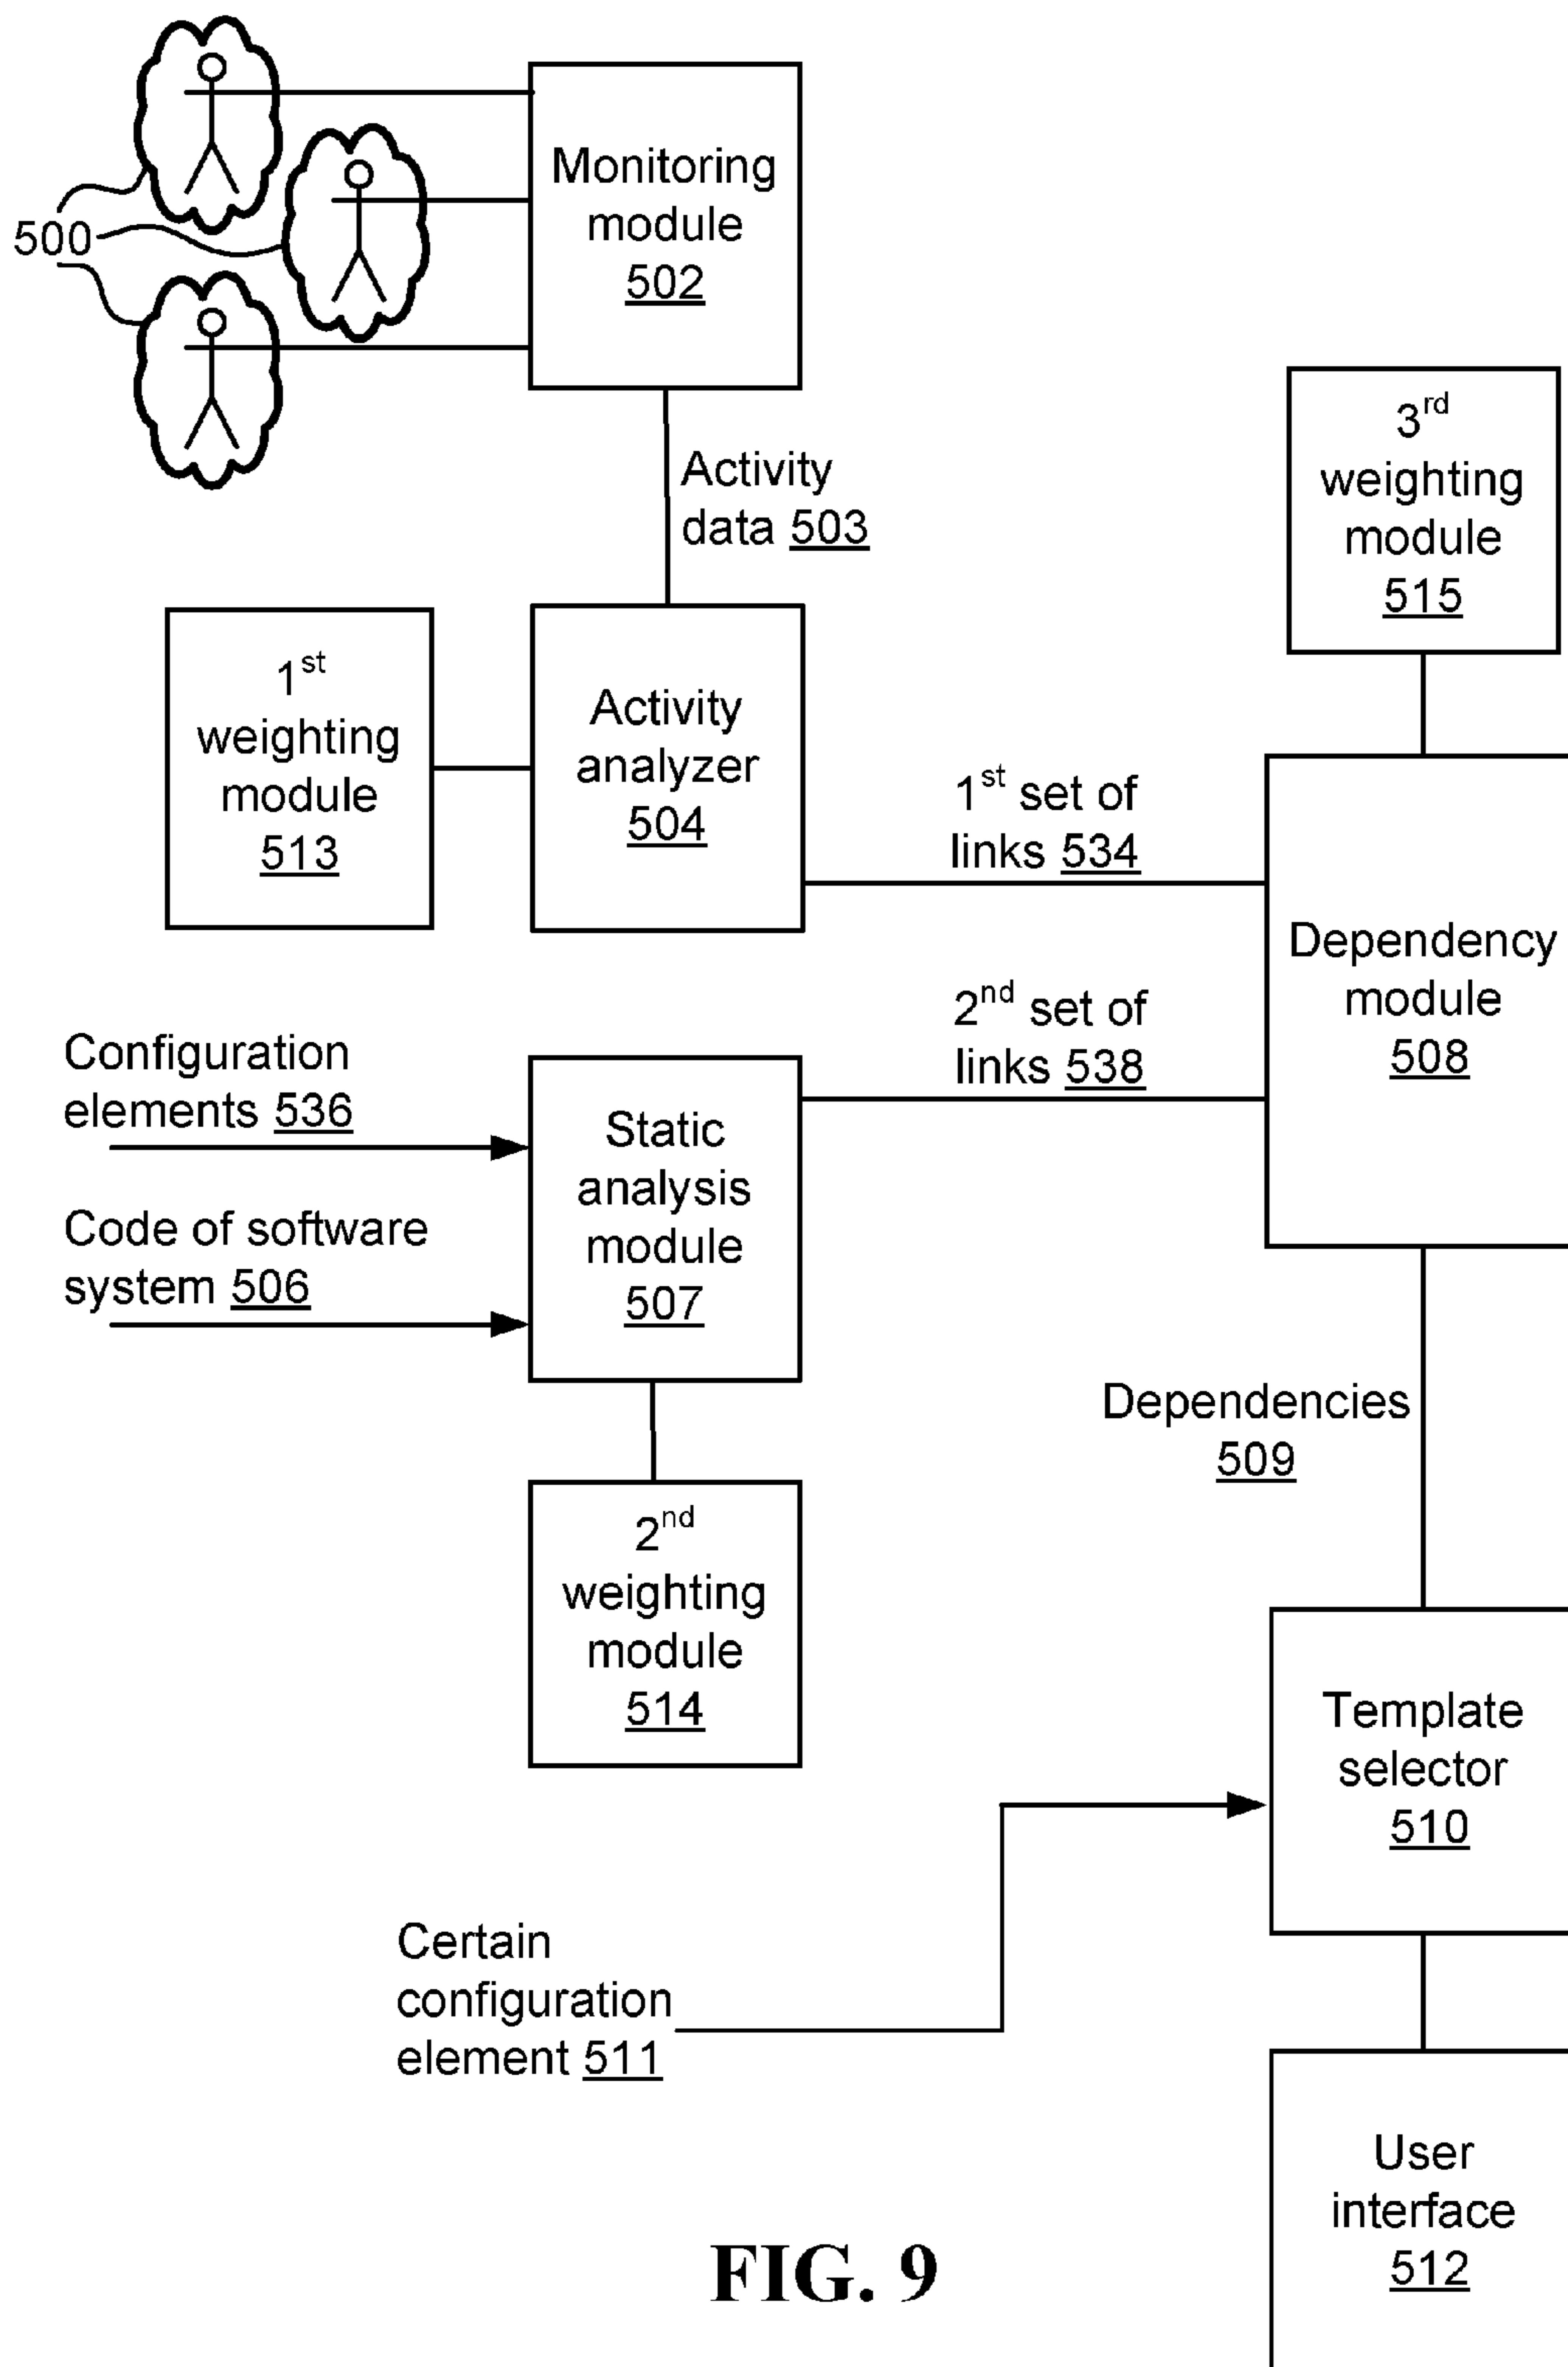 500
Monitoring
module
502
Activity
data 503
3rd
weighting
module
515
1st
weighting
module
513
Activity
analyzer
504
1st set of
links 534
Dependency
module
508
2nd set of
links 538
Configuration
elements 536
Code of software
system 506
Static
analysis
module
507
Dependencies
509
2nd
weighting
module
514
Template
selector
510
Certain
configuration
element 511
User
interface
512
FIG. 9